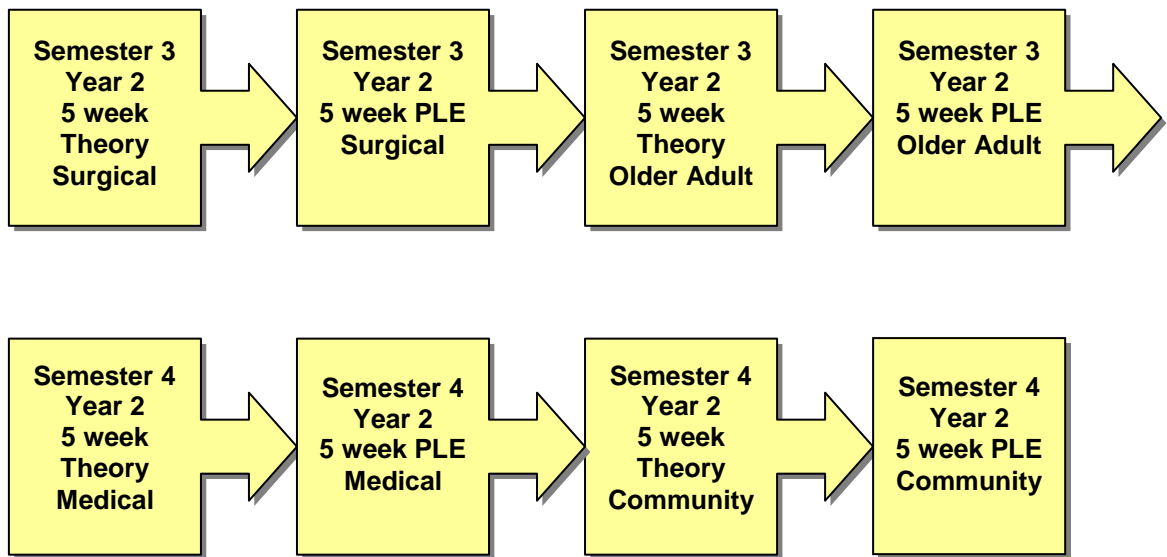 Semester 3
Year 2
5 week
Theory
Surgical
Semester 3
Year 2
5 week PLE
Surgical
Semester 3
Year 2
5 week
Theory
Older Adult
Semester 3
Year 2
5 week PLE
Older Adult
Semester 4
Year 2
5 week
Theory
Medical
Semester 4
Year 2
5 week PLE
Medical
Semester 4
Year 2
5 week
Theory
Community
Semester 4
Year 2
5 week PLE
Community